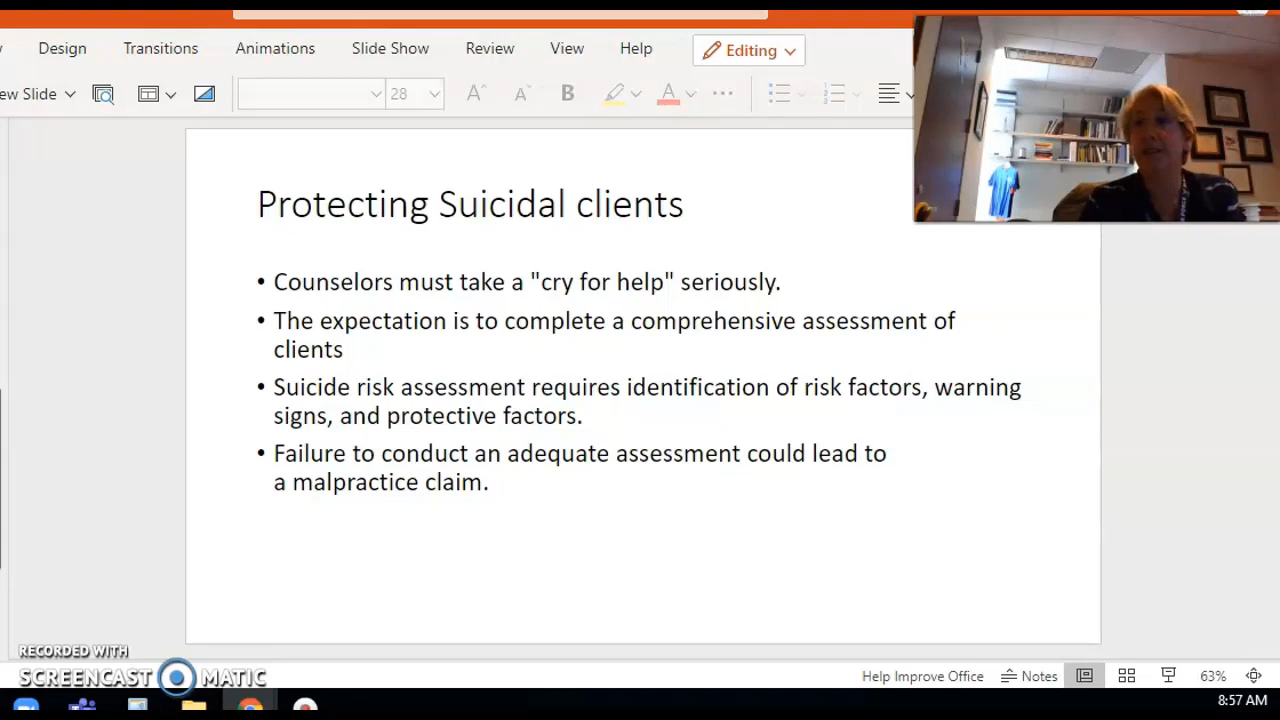 Design Transitions Animations Slide Show Review View Help Editing
ew Slide 28 A A B A
Protecting Suicidal clients
• Counselors must take a "cry for help" seriously.
• The expectation is to complete a comprehensive assessment of
clients
• Suicide risk assessment requires identification of risk factors, warning
signs, and protective factors.
• Failure to conduct an adequate assessment could lead to
a malpractice claim.
RECORDED WITH
SCREENCAST MATIC
Help Improve Office Notes 63%
8:57 AM